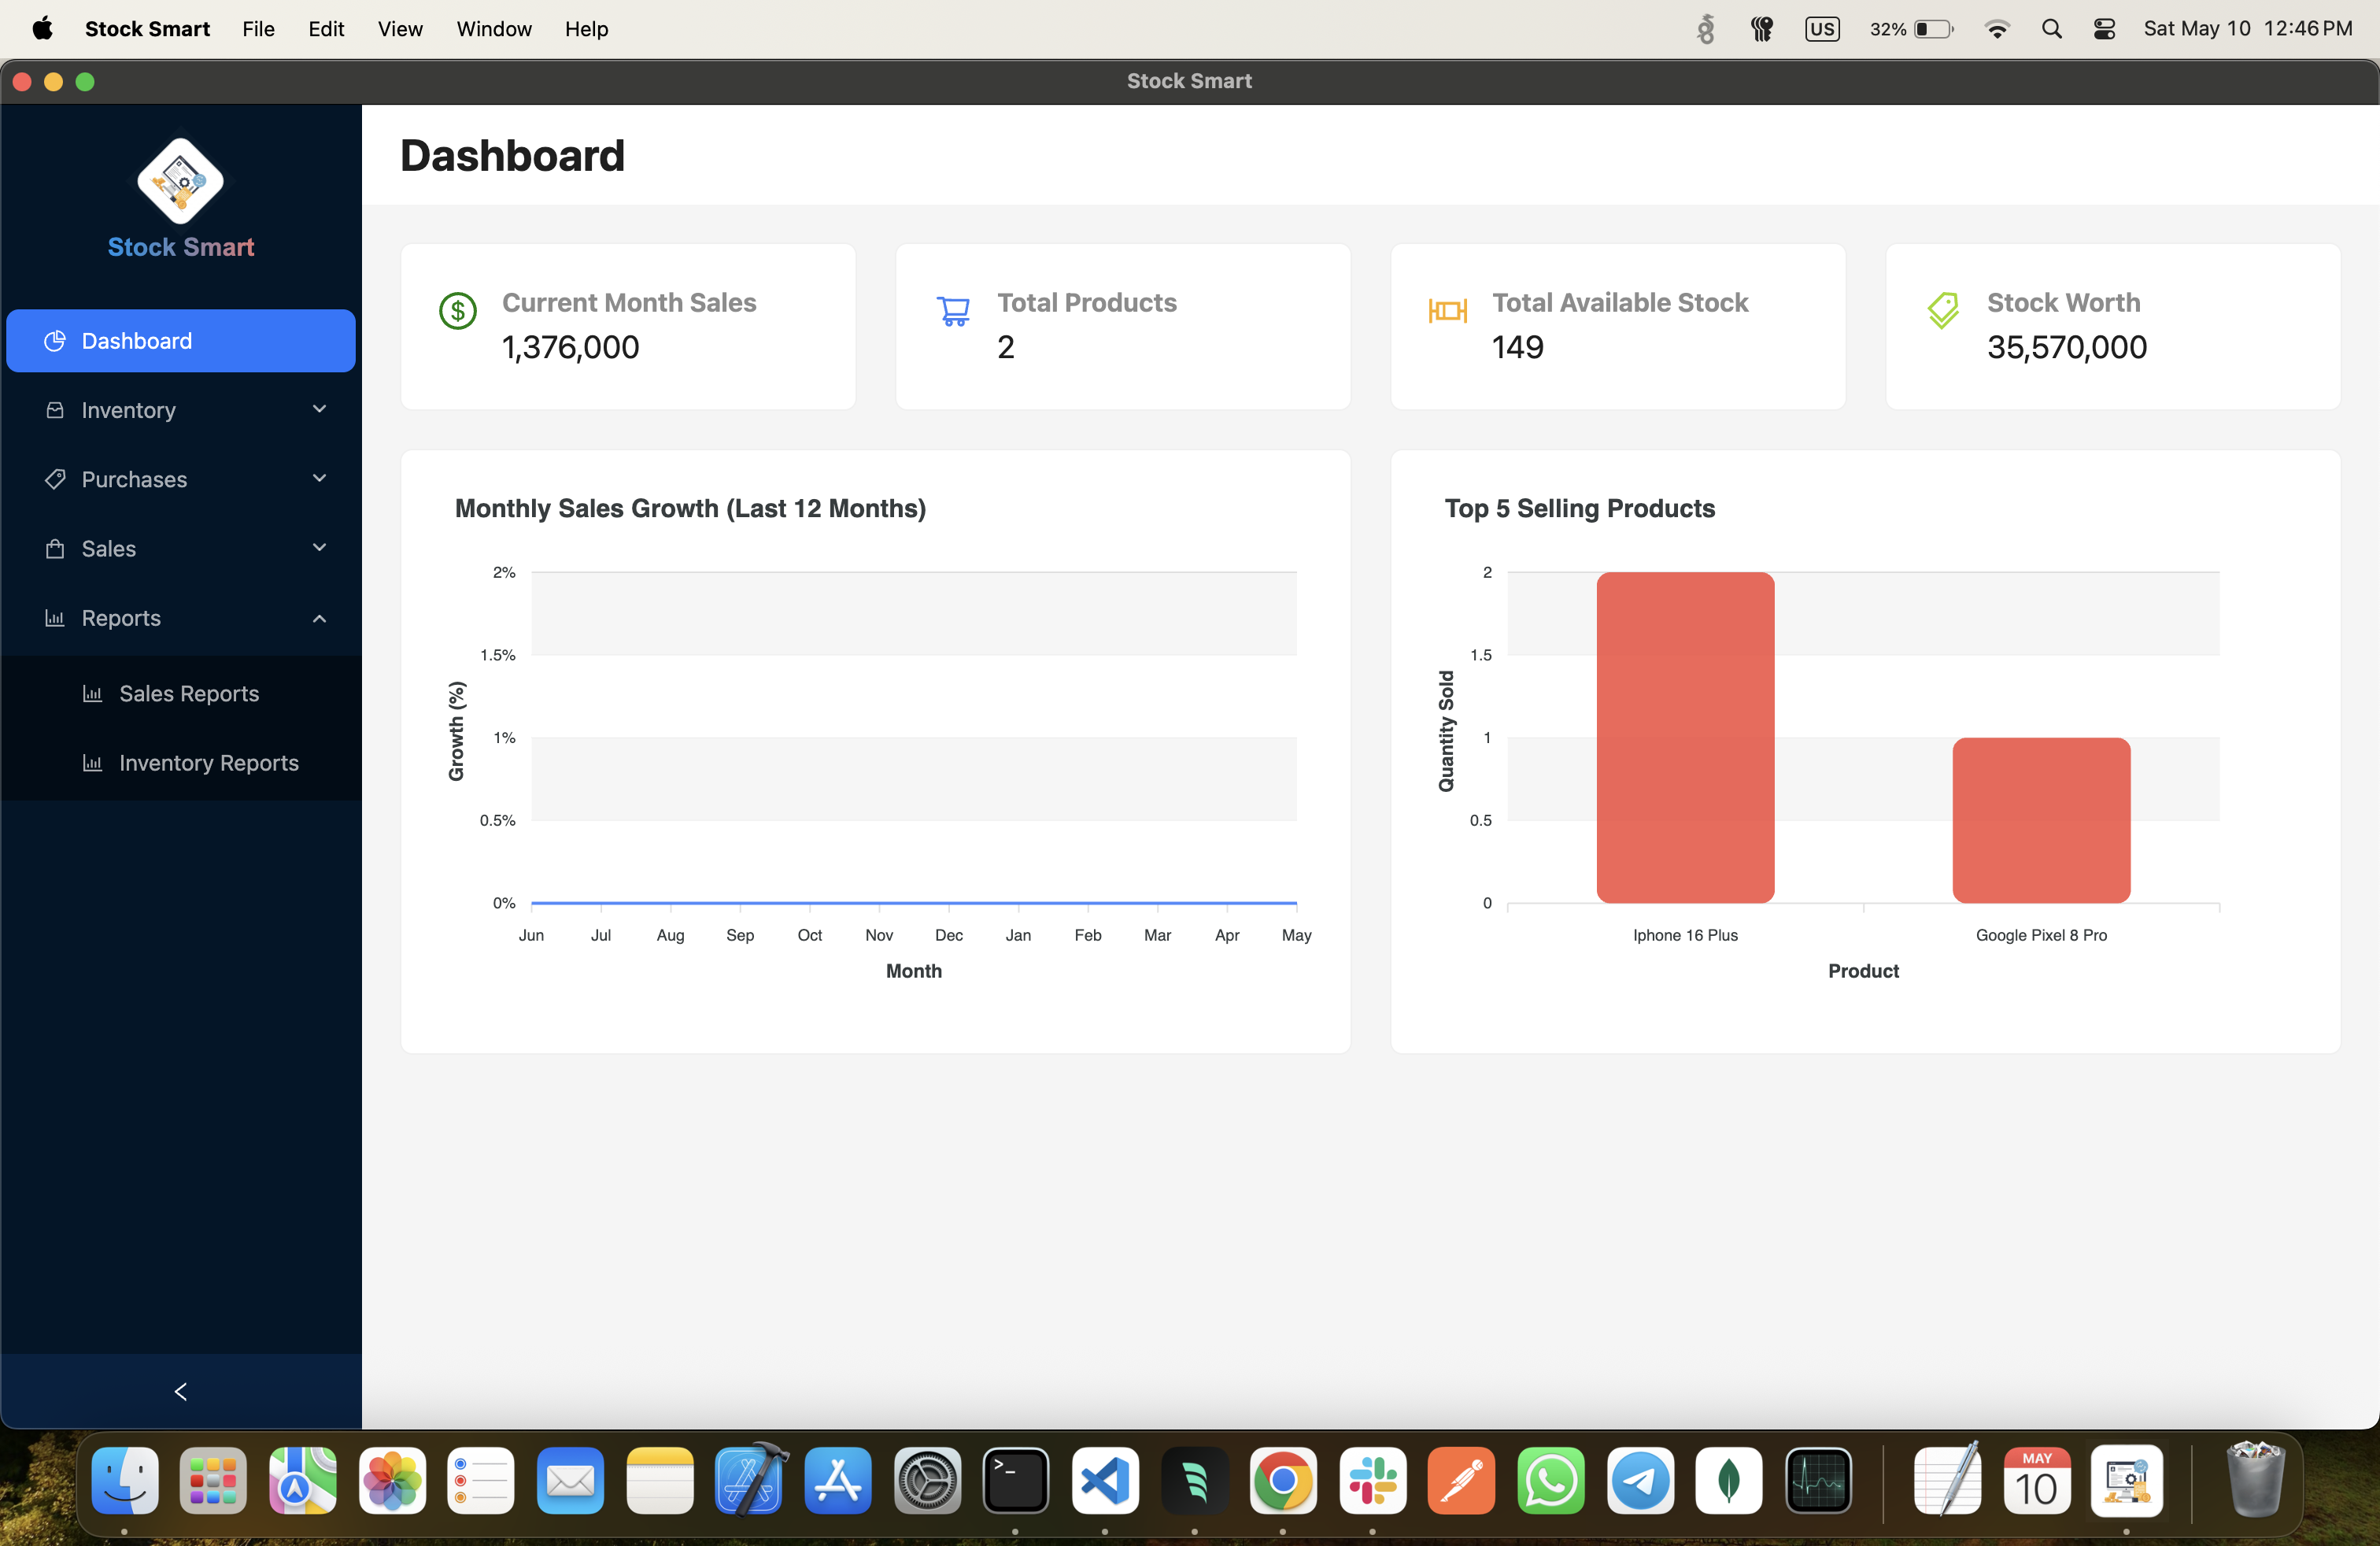 Stock Smart File Edit View Window Help US 32% Sat May 10 12:46 PM
Stock Smart
Stock Smart
Dashboard
Inventory
Purchases
Sales
Reports
Sales Reports
Inventory Reports
<
Dashboard
Current Month Sales
1,376,000
Total Products
2
Total Available Stock
149
Stock Worth
35,570,000
Monthly Sales Growth (Last 12 Months)
Growth (%)
2%
1.5%
1%
0.5%
0%
Jun Jul Aug Sep Oct Nov Dec Jan Feb Mar Apr May
Month
Top 5 Selling Products
Quantity Sold
2
1.5
1
0.5
0
Iphone 16 Plus Google Pixel 8 Pro
Product
>_
MAY
10